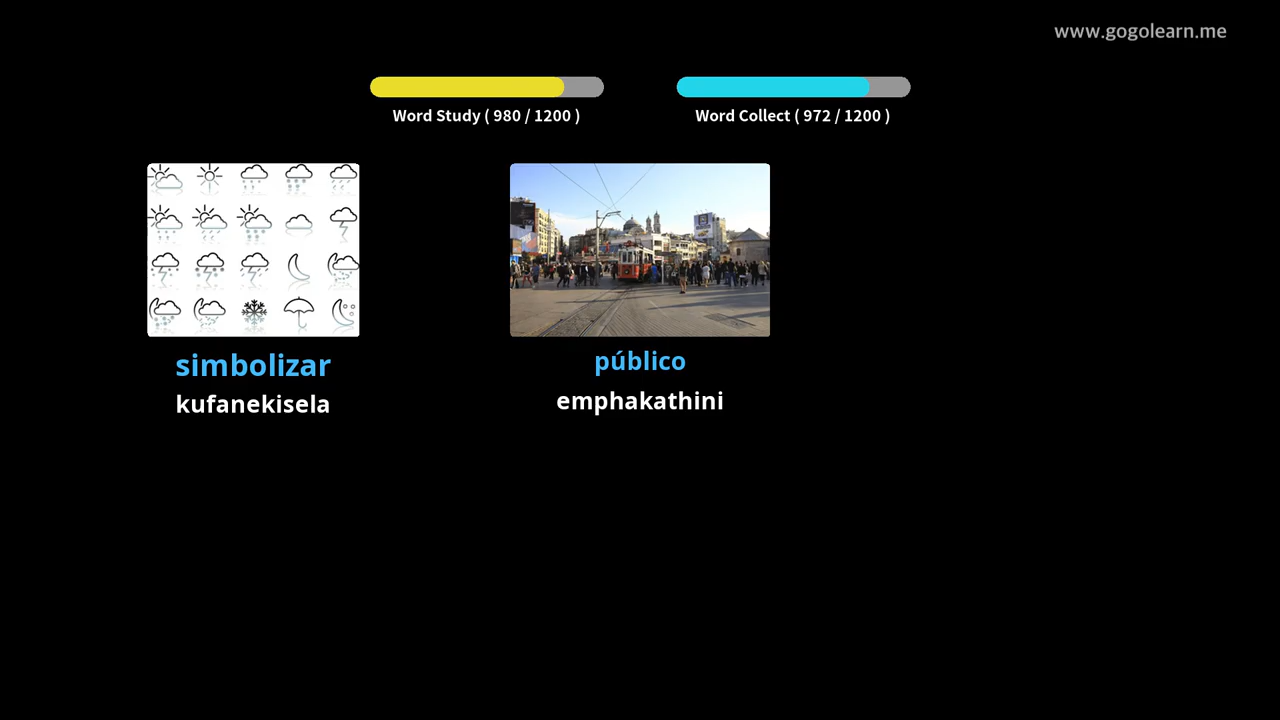 www.gogolearn.me
Word Study ( 980 / 1200 )
Word Collect ( 972 / 1200 )
simbolizar
kufanekisela
público
emphakathini